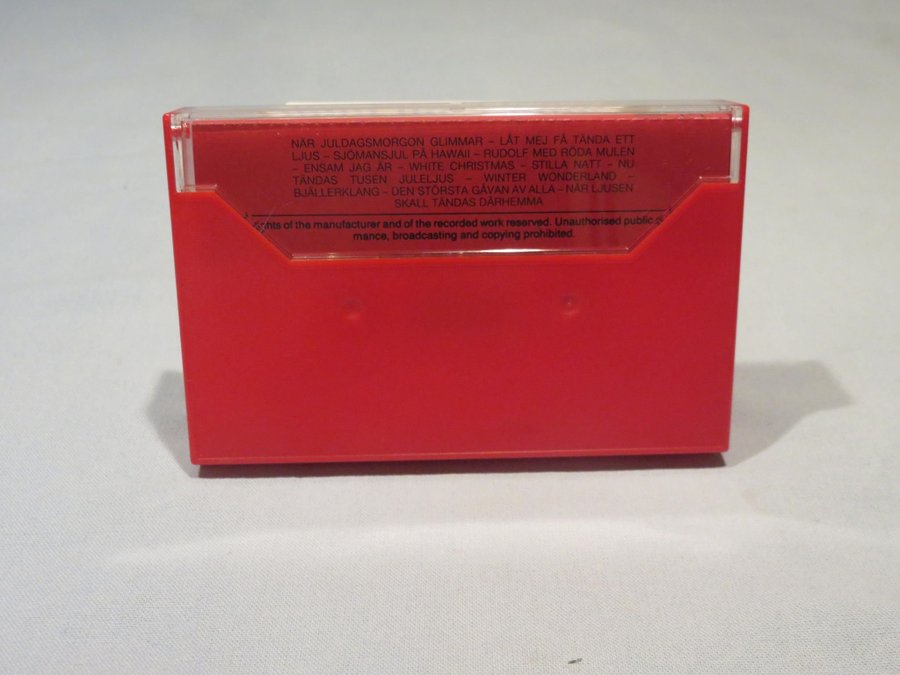 NÄR JULDAGSMORGON GLIMMAR – LÅT MEJ FÅ TÄNDA ETT
LJUS – SJÖMANSJUL PÅ HAWAII – RUDOLF MED RÖDA MULEN
– ENSAM JAG ÄR – WHITE CHRISTMAS – STILLA NATT – NU
TÄNDAS TUSEN JULELJUS – WINTER WONDERLAND –
BJÄLLERKLANG – DEN STÖRSTA GÅVAN AV ALLA – NÄR LJUSEN
SKALL TÄNDAS DÄRHEMMA
of the manufacturer and of the recorded work reserved. Unauthorised public
mance, broadcasting and copying prohibited.